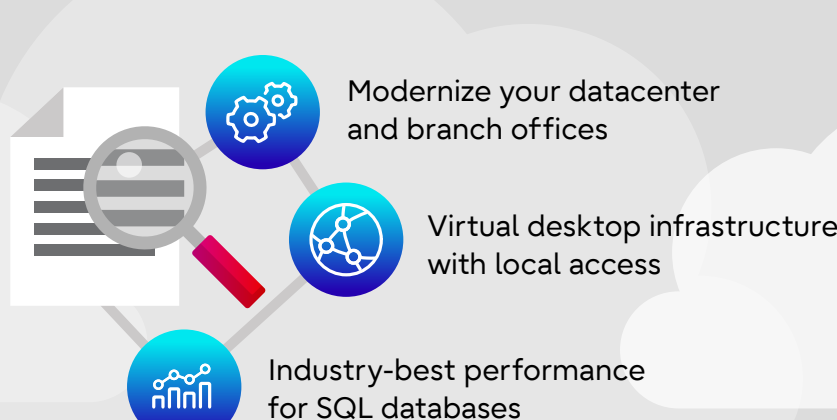 Modernize your datacenter
and branch offices
Virtual desktop infrastructure
with local access
Industry-best performance
for SQL databases